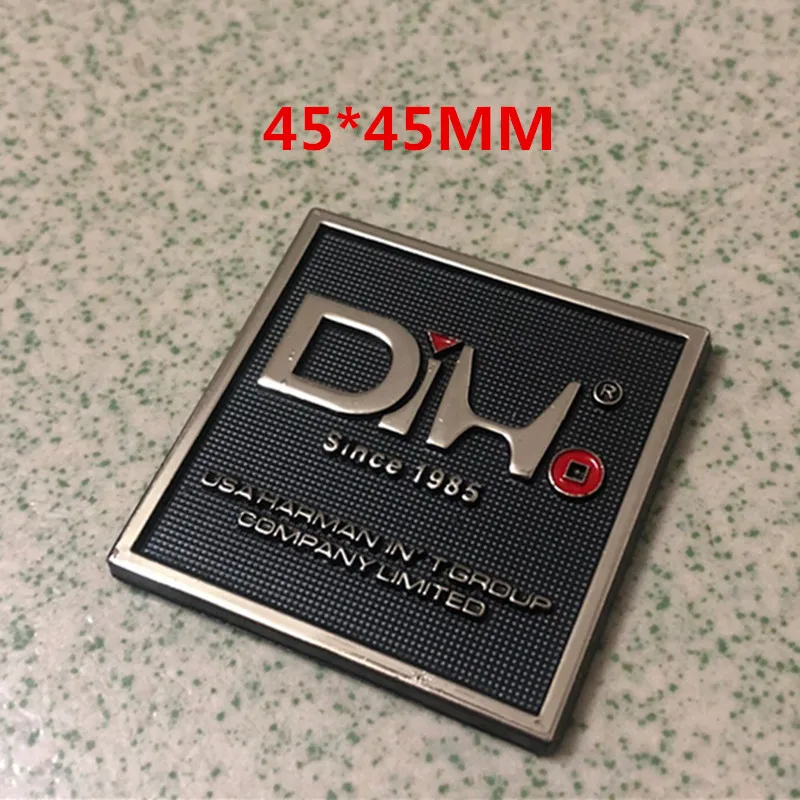 45*45MM
DiH®
Since 1985
USA HARMAN IN'T GROUP
COMPANY LIMITED